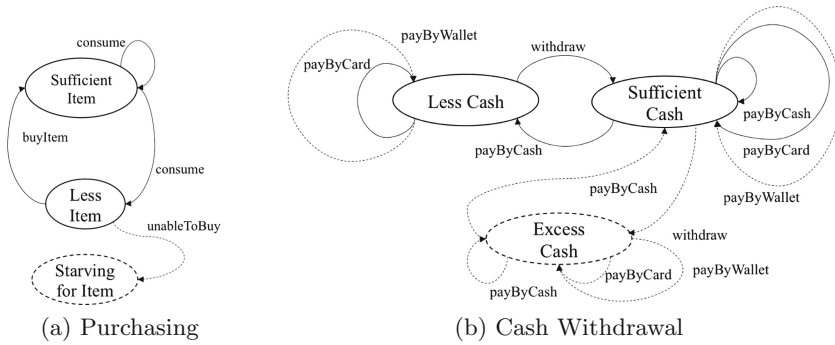 consume
Sufficient
Item
buyItem
consume
Less
Item
unableToBuy
Starving
for Item
(a) Purchasing
payByWallet
payByCard
Less Cash
withdraw
payByCash
Sufficient
Cash
payByCash
payByCard
payByWallet
payByCash
Excess
Cash
withdraw
payByCard
payByWallet
payByCash
(b) Cash Withdrawal